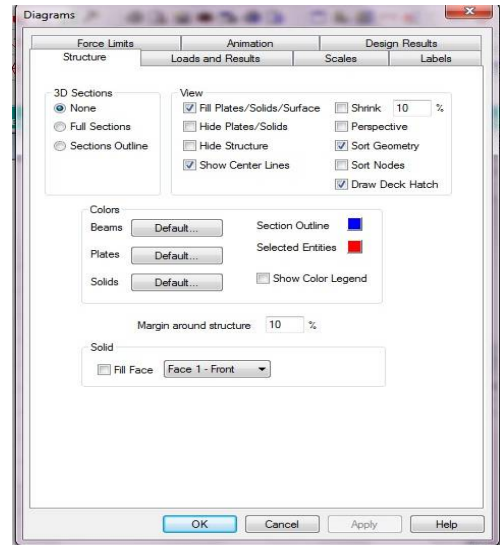 Diagrams
Force Limits Animation Design Results
Structure Loads and Results Scales Labels
3D Sections
None
Full Sections
Sections Outline
View
Fill Plates/Solids/Surface
Hide Plates/Solids
Hide Structure
Show Center Lines
Shrink 10 %
Perspective
Sort Geometry
Sort Nodes
Draw Deck Hatch
Colors
Beams Default... Section Outline
Plates Default... Selected Entities
Solids Default... Show Color Legend
Margin around structure 10 %
Solid
Fill Face Face 1 - Front
OK Cancel Apply Help